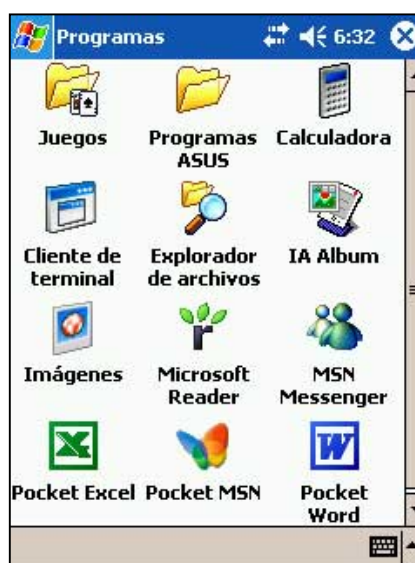 Programas 6:32
Juegos Programas Calculadora
ASUS
Cliente de Explorador IA Album
terminal de archivos
Imágenes Microsoft MSN
Reader Messenger
Pocket Excel Pocket MSN Pocket
Word